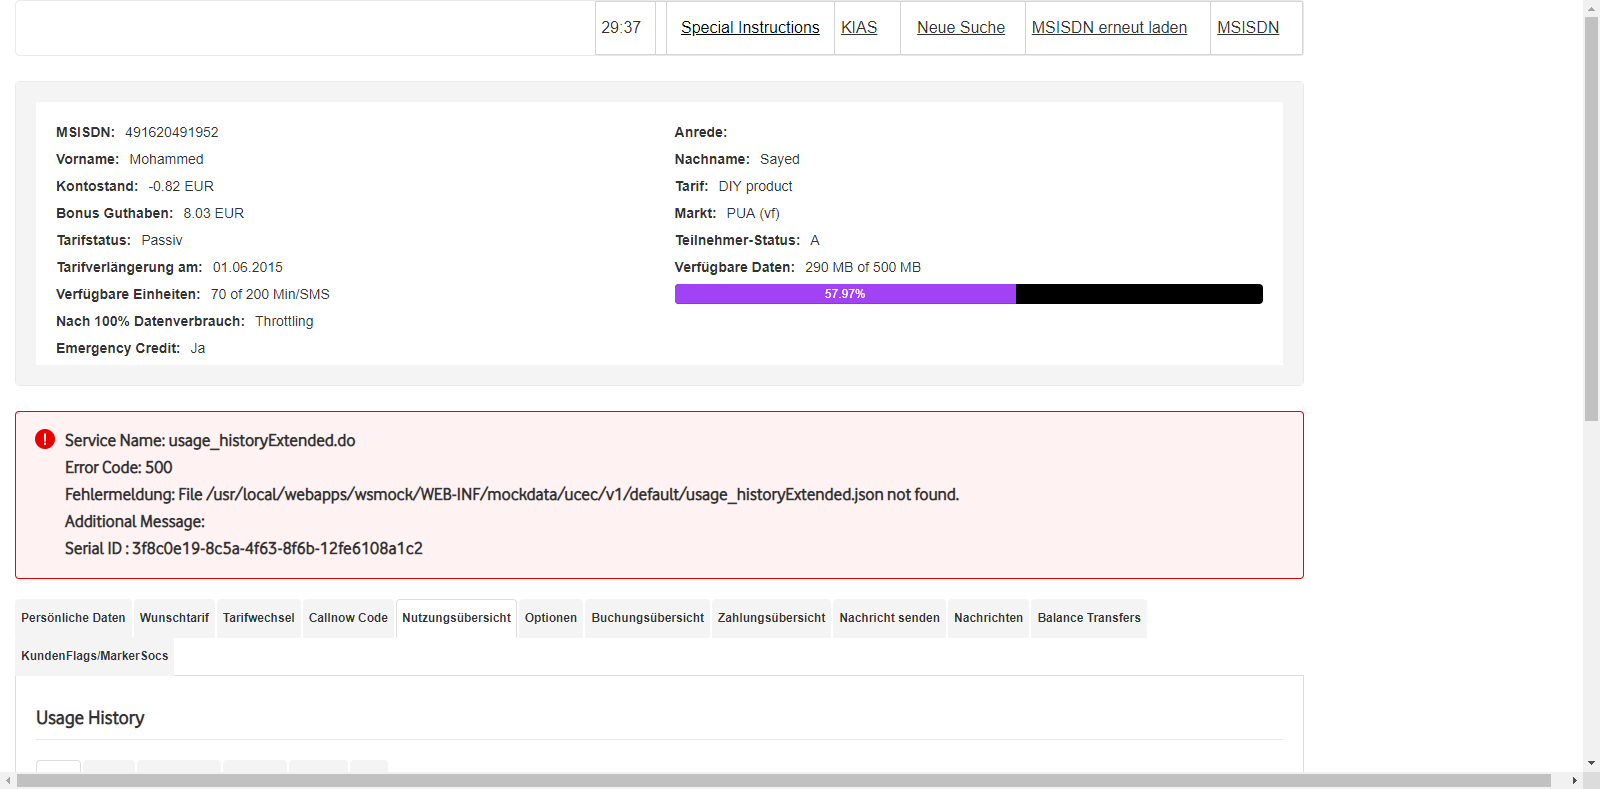 29:37 Special Instructions KIAS Neue Suche MSISDN erneut laden MSISDN
MSISDN: 491620491952
Vorname: Mohammed
Kontostand: -0.82 EUR
Bonus Guthaben: 8.03 EUR
Tarifstatus: Passiv
Tarifverlängerung am: 01.06.2015
Verfügbare Einheiten: 70 of 200 Min/SMS
Nach 100% Datenverbrauch: Throttling
Emergency Credit: Ja
Anrede:
Nachname: Sayed
Tarif: DIY product
Markt: PUA (vf)
Teilnehmer-Status: A
Verfügbare Daten: 290 MB of 500 MB
57.97%
Service Name: usage_historyExtended.do
Error Code: 500
Fehlermeldung: File /usr/local/webapps/wsmock/WEB-INF/mockdata/ucec/v1/default/usage_historyExtended.json not found.
Additional Message:
Serial ID : 3f8c0e19-8c5a-4f63-8f6b-12fe6108a1c2
Persönliche Daten Wunschtarif Tarifwechsel Callnow Code Nutzungsübersicht Optionen Buchungsübersicht Zahlungsübersicht Nachricht senden Nachrichten Balance Transfers
KundenFlags/MarkerSocs
Usage History